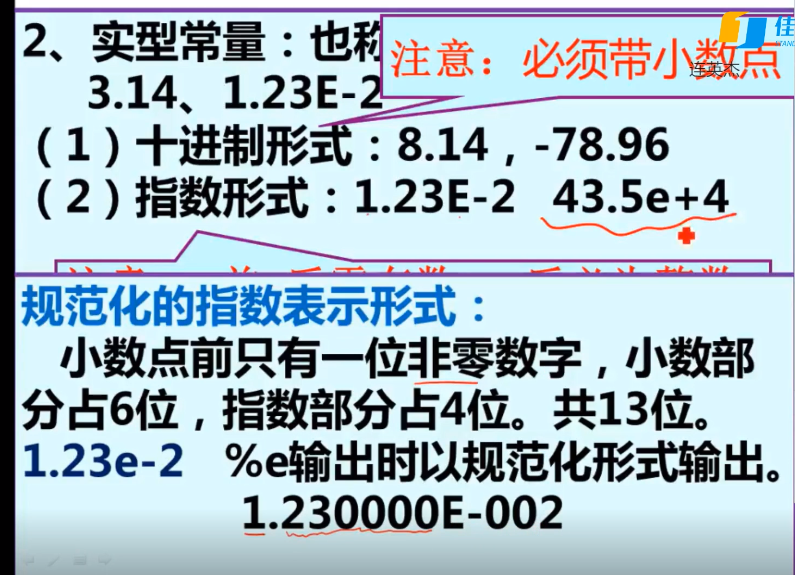 2、实型常量：也称
注意：必须带小数点
佳
连英杰
3.14、1.23E-2
（1）十进制形式：8.14，-78.96
（2）指数形式：1.23E-2 43.5e+4
规范化的指数表示形式：
小数点前只有一位非零数字，小数部
分占6位，指数部分占4位。共13位。
1.23e-2 %e输出时以规范化形式输出。
1.230000E-002